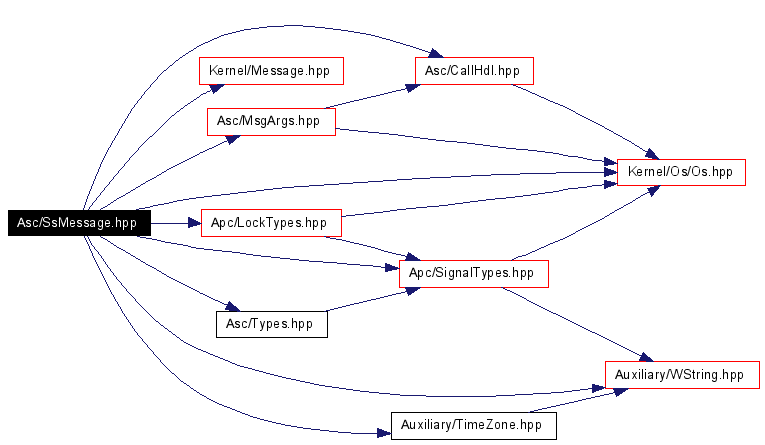 Kernel/Message.hpp
Asc/CallHdl.hpp
Asc/MsgArgs.hpp
Kernel/Os/Os.hpp
Asc/SsMessage.hpp
Apc/LockTypes.hpp
Apc/SignalTypes.hpp
Asc/Types.hpp
Auxiliary/WString.hpp
Auxiliary/TimeZone.hpp